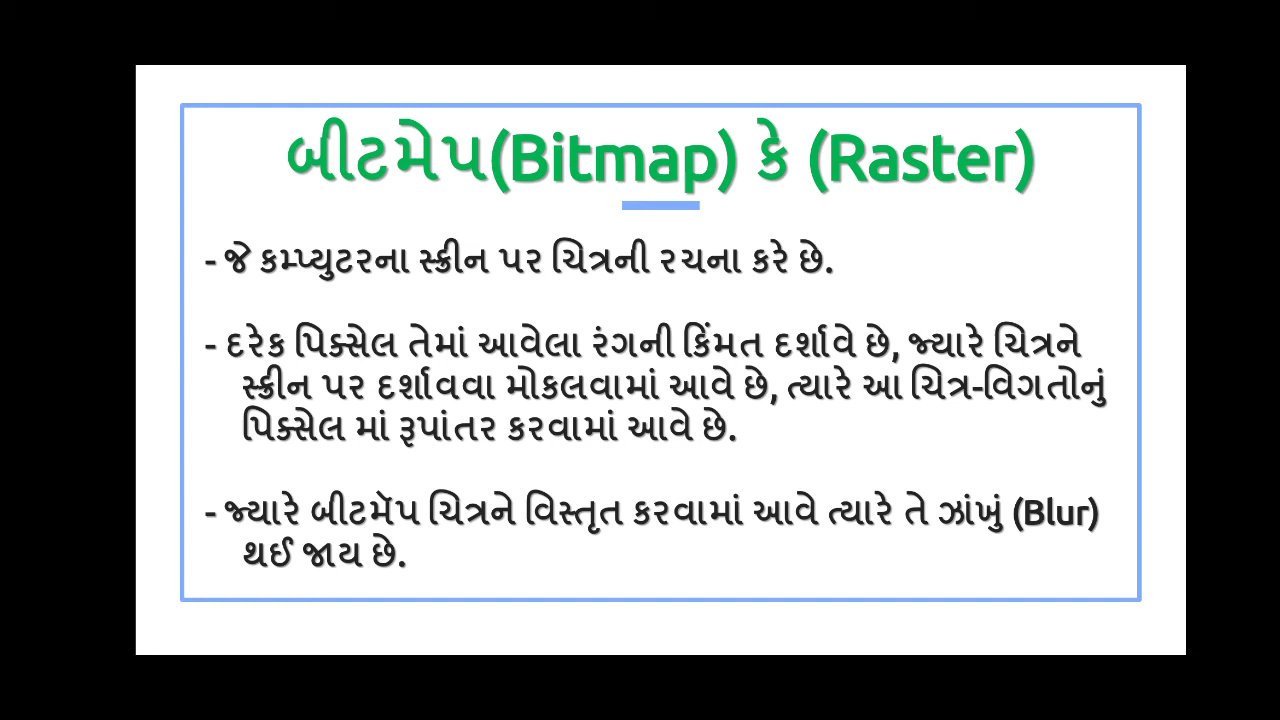 બીટમેપ(Bitmap) કે (Raster)
- જે કમ્પ્યુટરના સ્ક્રીન પર ચિત્રની રચના કરે છે.
- દરેક પિક્સેલ તેમાં આવેલા રંગની કિંમત દર્શાવે છે, જ્યારે ચિત્રને
સ્ક્રીન પર દર્શાવવા મોકલવામાં આવે છે, ત્યારે આ ચિત્ર-વિગતોનું
પિક્સેલ માં રૂપાંતર કરવામાં આવે છે.
- જ્યારે બીટમૅપ ચિત્રને વિસ્તૃત કરવામાં આવે ત્યારે તે ઝાંખું (Blur)
થઈ જાય છે.